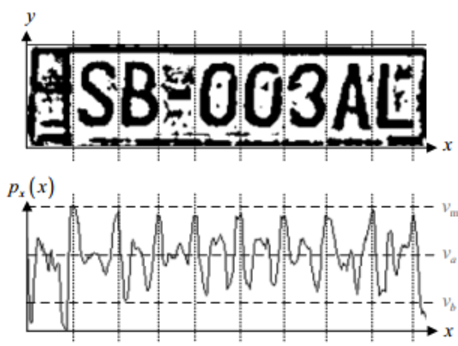 y
SB-003AL
x
pₓ(x)
vₘ
vₐ
v_b
x